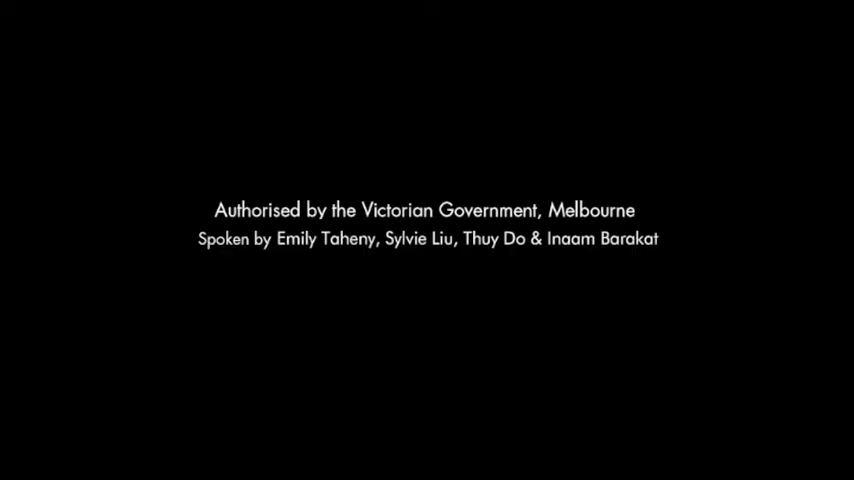 Authorised by the Victorian Government, Melbourne
Spoken by Emily Taheny, Sylvie Liu, Thuy Do & Inaam Barakat